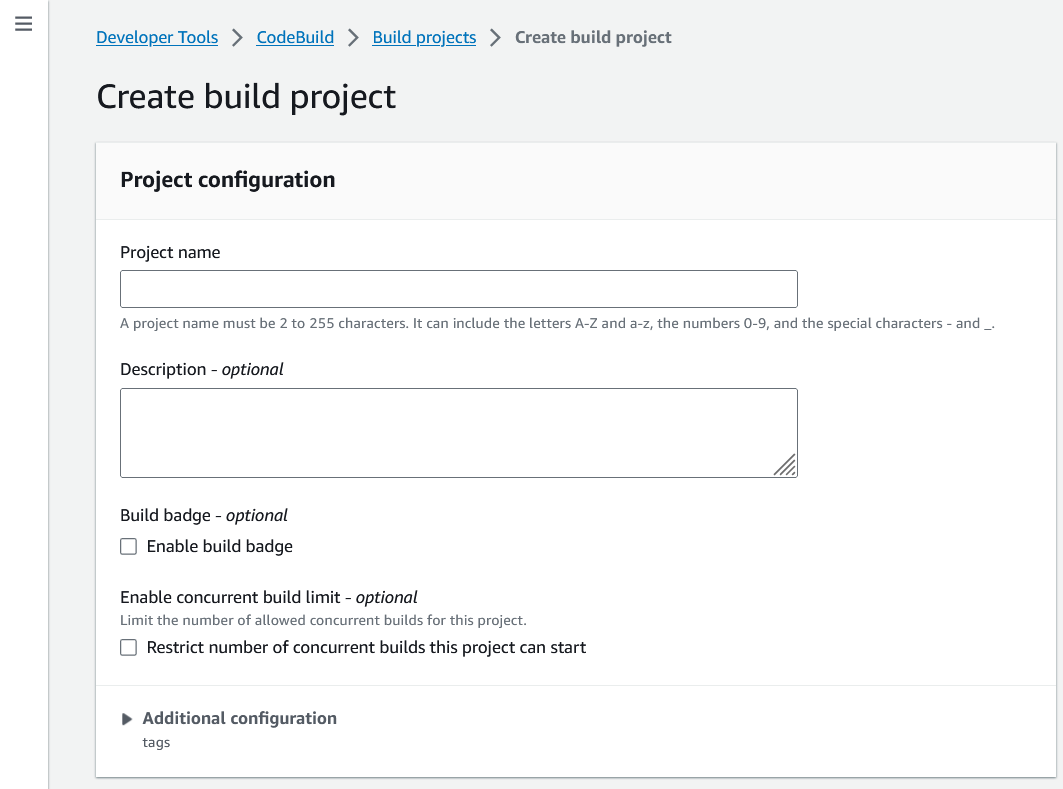 Developer Tools > CodeBuild > Build projects > Create build project
Create build project
Project configuration
Project name
A project name must be 2 to 255 characters. It can include the letters A-Z and a-z, the numbers 0-9, and the special characters - and _.
Description - optional
Build badge - optional
Enable build badge
Enable concurrent build limit - optional
Limit the number of allowed concurrent builds for this project.
Restrict number of concurrent builds this project can start
Additional configuration
tags